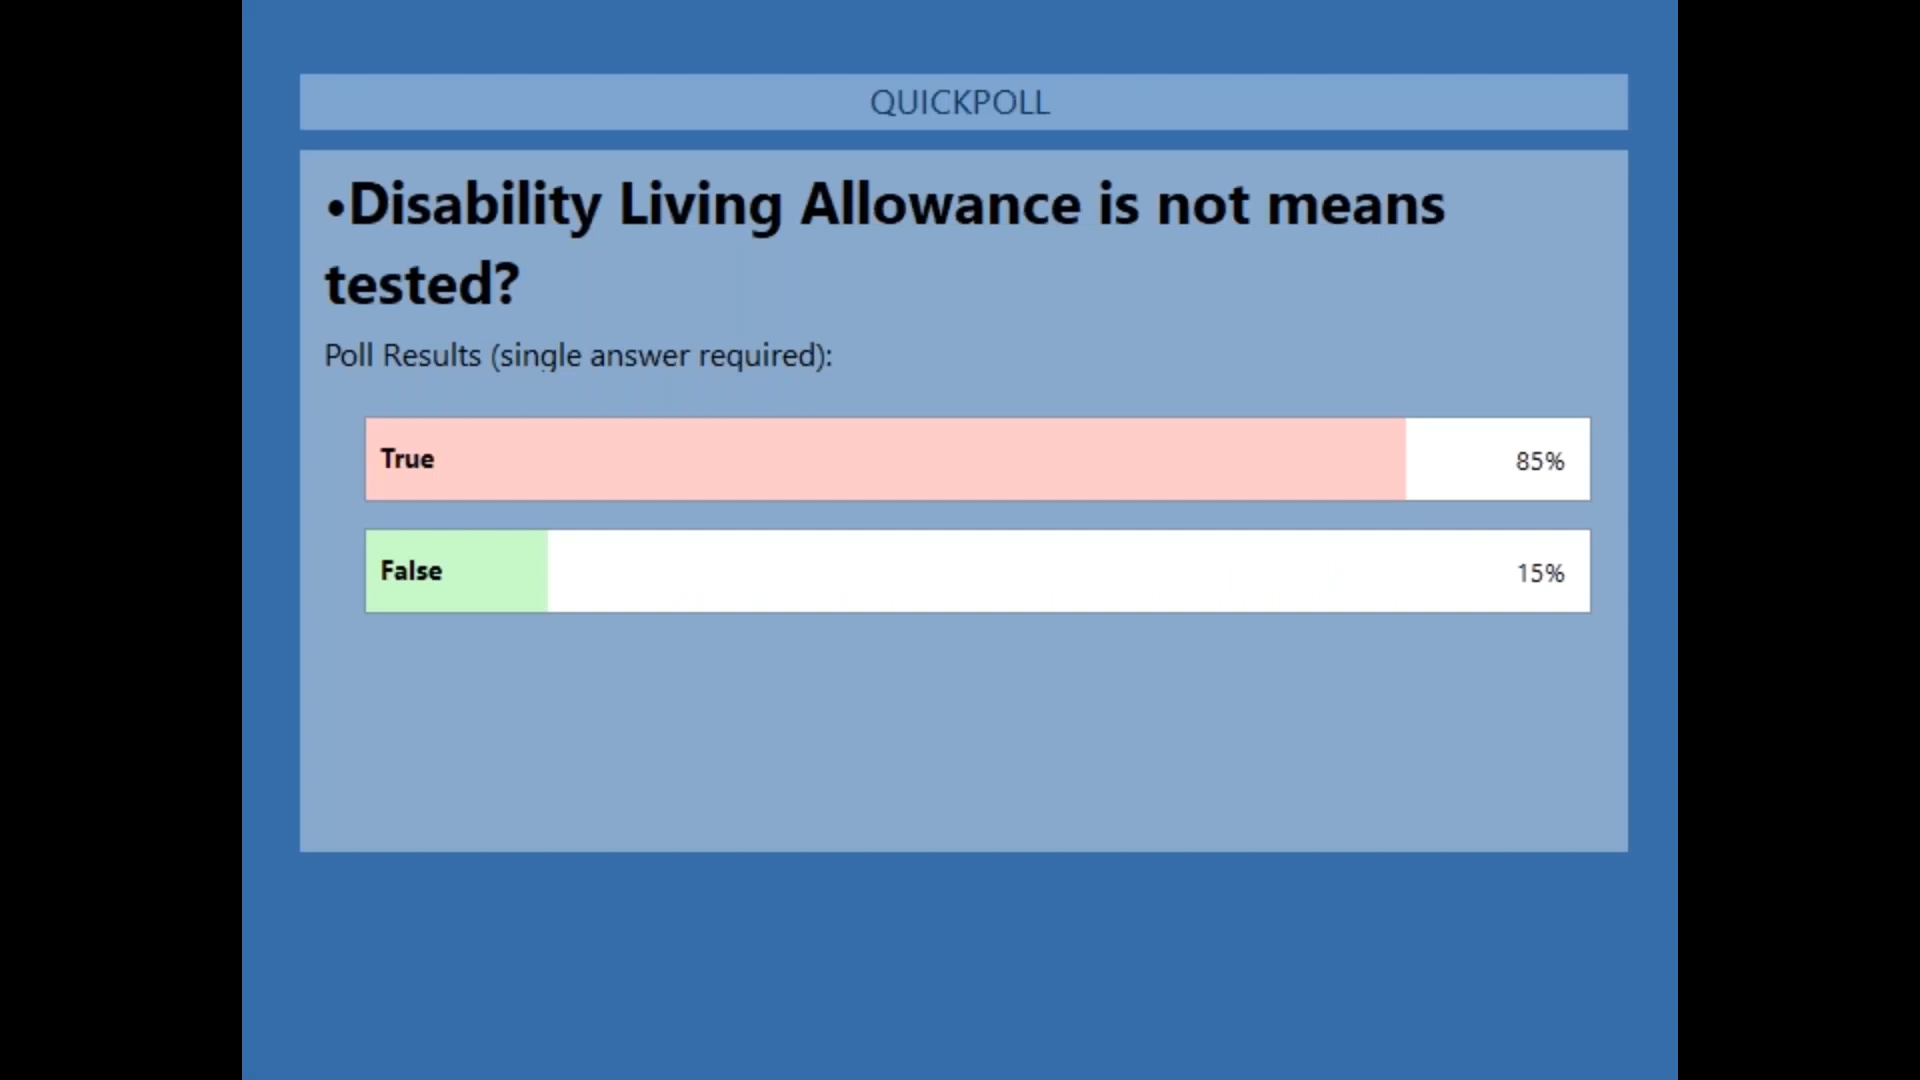 QUICKPOLL
•Disability Living Allowance is not means
tested?
Poll Results (single answer required):
True 85%
False 15%